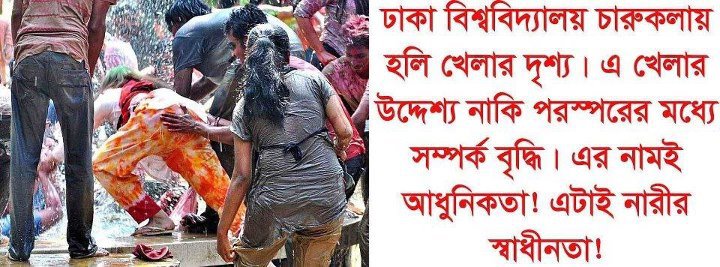 ঢাকা বিশ্ববিদ্যালয় চারুকলায়
হলি খেলার দৃশ্য। এ খেলার
উদ্দেশ্য নাকি পরস্পরের মধ্যে
সম্পর্ক বৃদ্ধি। এর নামই
আধুনিকতা! এটাই নারীর
স্বাধীনতা!